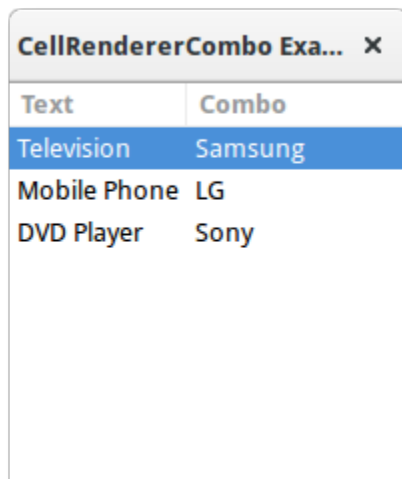 CellRendererCombo Exa... ×
Text Combo
Television Samsung
Mobile Phone LG
DVD Player Sony